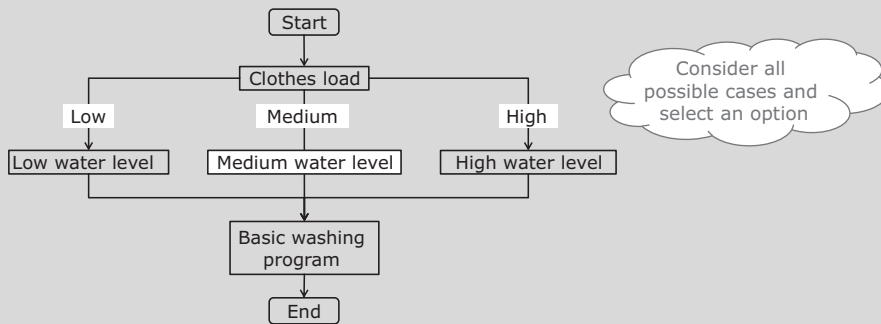 Start
Clothes load
Consider all
possible cases and
select an option
Low
Medium
High
Low water level
Medium water level
High water level
Basic washing
program
End